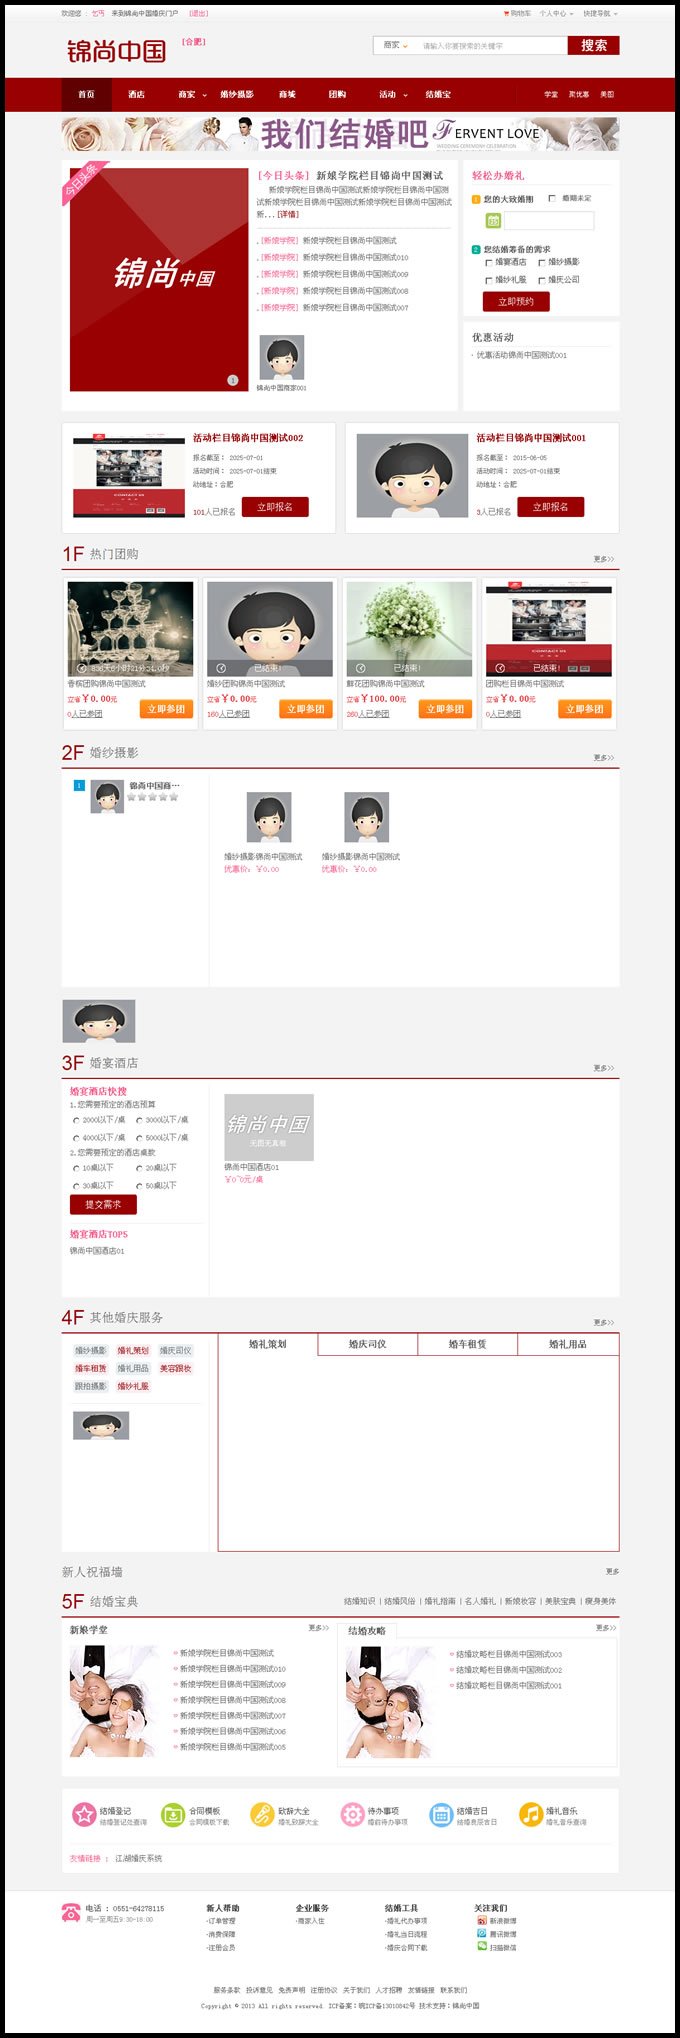 来到锦尚中国婚庆门户 [退出]
购物车 个人中心 快捷导航
锦尚中国 [合肥]
商家 请输入你要搜索的关键字 搜索
首页 酒店 商家 婚纱摄影 商城 团购 活动 结婚宝 学堂 聚优惠 美图
我们结婚吧 FERVENT LOVE
WEDDING CEREMONY CELEBRATION
今日头条
锦尚中国
1
[今日头条] 新娘学院栏目锦尚中国测试
新娘学院栏目锦尚中国测试新娘学院栏目锦尚中国测
试新娘学院栏目锦尚中国测试新娘学院栏目锦尚中国测试
新...[详情]
[新娘学院] 新娘学院栏目锦尚中国测试
[新娘学院] 新娘学院栏目锦尚中国测试010
[新娘学院] 新娘学院栏目锦尚中国测试009
[新娘学院] 新娘学院栏目锦尚中国测试008
[新娘学院] 新娘学院栏目锦尚中国测试007
锦尚中国商家001
轻松办婚礼
1 您的大致婚期 婚期未定
2 您结婚筹备的需求
婚宴酒店 婚纱摄影
婚纱礼服 婚庆公司
立即预约
优惠活动
· 优惠活动锦尚中国测试001
活动栏目锦尚中国测试002
报名截至： 2025-07-01
活动时间： 2025-07-01结束
动地址：合肥
101人已报名 立即报名
活动栏目锦尚中国测试001
报名截至： 2015-06-05
活动时间： 2025-07-01结束
动地址：合肥
3人已报名 立即报名
1F 热门团购 更多>>
已结束! 已结束! 已结束!
香槟团购锦尚中国测试 婚纱团购锦尚中国测试 鲜花团购锦尚中国测试 团购栏目锦尚中国测试
立省￥0.00元 立省￥0.00元 立省￥100.00元 立省￥0.00元
0人已参团 立即参团 160人已参团 立即参团 280人已参团 立即参团 0人已参团 立即参团
2F 婚纱摄影 更多>>
1 锦尚中国商…
婚纱摄影锦尚中国测试 婚纱摄影锦尚中国测试
优惠价：￥0.00 优惠价：￥0.00
3F 婚宴酒店 更多>>
婚宴酒店快搜
1.您需要预定的酒店预算
2000以下/桌 3000以下/桌
4000以下/桌 5000以下/桌
2.您需要预定的酒店桌数
10桌以下 20桌以下
30桌以下 50桌以下
提交需求
婚宴酒店TOP5
锦尚中国酒店01
锦尚中国
无图无真相
锦尚中国酒店01
￥0~0元/桌
4F 其他婚庆服务 更多>>
婚纱摄影 婚礼策划 婚庆司仪
婚车租赁 婚礼用品 美容跟妆
跟拍摄影 婚纱礼服
婚礼策划 婚庆司仪 婚车租赁 婚礼用品
新人祝福墙 更多
5F 结婚宝典 结婚知识 | 结婚风俗 | 婚礼指南 | 名人婚礼 | 新娘妆容 | 美肤宝典 | 瘦身美体
新娘学堂 更多>>
新娘学院栏目锦尚中国测试
新娘学院栏目锦尚中国测试010
新娘学院栏目锦尚中国测试009
新娘学院栏目锦尚中国测试008
新娘学院栏目锦尚中国测试007
新娘学院栏目锦尚中国测试006
新娘学院栏目锦尚中国测试005
结婚攻略 更多>>
结婚攻略栏目锦尚中国测试003
结婚攻略栏目锦尚中国测试002
结婚攻略栏目锦尚中国测试001
结婚登记 合同模板 致辞大全 待办事项 结婚吉日 婚礼音乐
结婚登记处查询 合同模板下载 婚礼致辞大全 婚前待办事项 结婚良辰吉日 婚礼音乐查询
友情链接 ： 江湖婚庆系统
电话 ：0551-64278115
周一至周五9:30-18:00
新人帮助
·订单管理
·消费保障
·注册会员
企业服务
·商家入住
结婚工具
·婚礼代办事项
·婚礼当日流程
·婚庆合同下载
关注我们
新浪微博
腾讯微博
扫描微信
服务条款 投诉意见 免责声明 注册协议 关于我们 人才招聘 友情链接 联系我们
Copyright © 2013 All rights reserved. ICP备案：皖ICP备13010842号 技术支持：锦尚中国